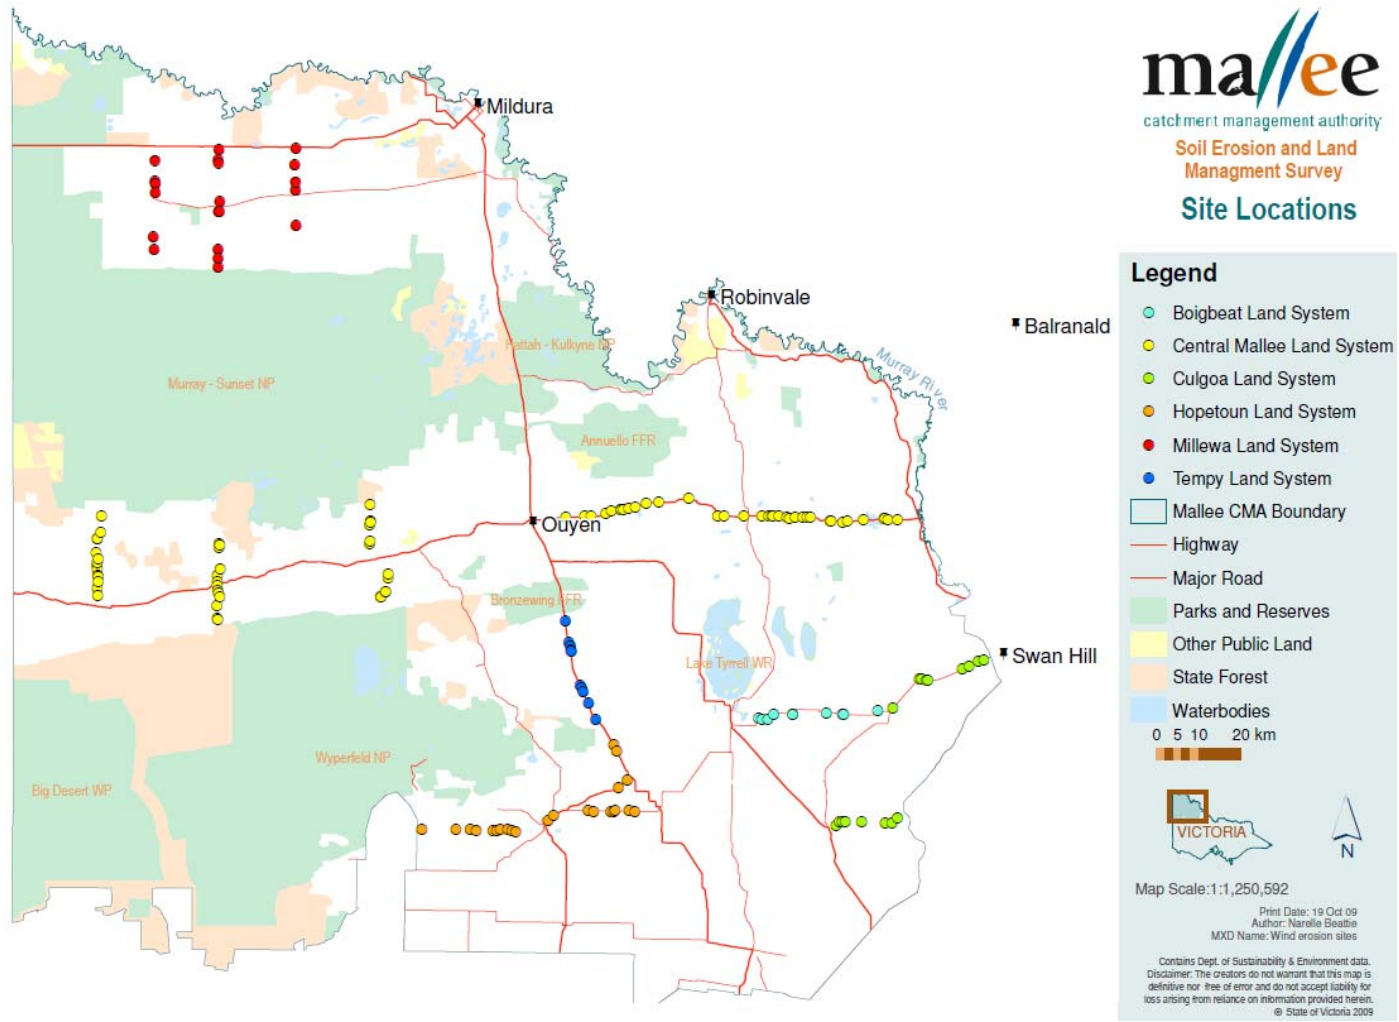 mallee
catchment management authority
Soil Erosion and Land
Managment Survey
Site Locations
Mildura
Robinvale
Balranald
Murray River
Hattah - Kulkyne NP
Murray - Sunset NP
Annuello FFR
Ouyen
Bronzewing FFR
Lake Tyrrell WR
Swan Hill
Wyperfeld NP
Big Desert WP
Legend
Boigbeat Land System
Central Mallee Land System
Culgoa Land System
Hopetoun Land System
Millewa Land System
Tempy Land System
Mallee CMA Boundary
Highway
Major Road
Parks and Reserves
Other Public Land
State Forest
Waterbodies
0 5 10 20 km
VICTORIA
N
Map Scale:1:1,250,592
Print Date: 19 Oct 09
Author: Narelle Beattie
MXD Name: Wind erosion sites
Contains Dept. of Sustainability & Environment data.
Disclaimer: The creators do not warrant that this map is
definitive nor free of error and do not accept liability for
loss arising from reliance on information provided herein.
© State of Victoria 2009